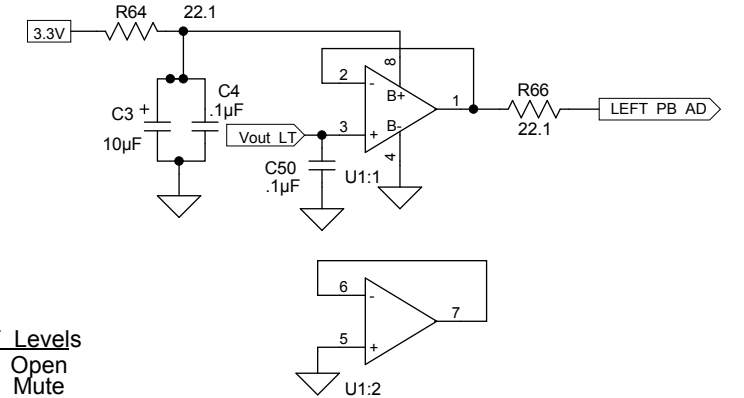 R64
22.1
3.3V
C3
+
10µF
C4
.1µF
8
2
-
B+
1
R66
22.1
LEFT PB AD
Vout LT
3
+
B-
4
C50
.1µF
U1:1
6
-
7
5
+
U1:2
Levels
Open
Mute